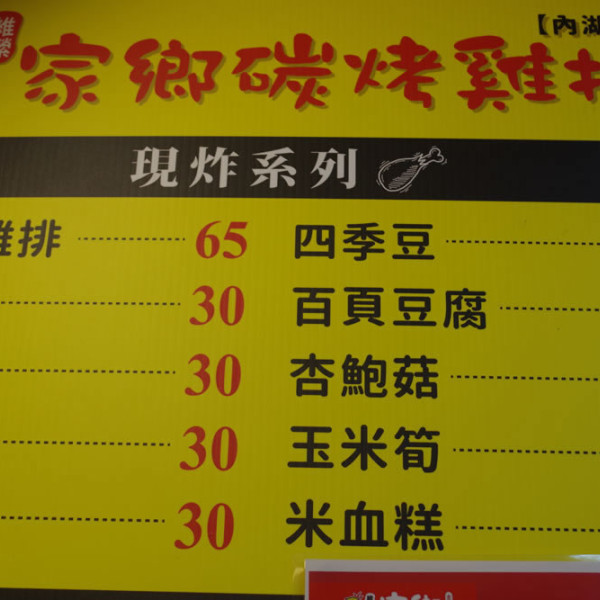 【內湖
家鄉碳烤雞排
現炸系列
雞排 65 四季豆
30 百頁豆腐
30 杏鮑菇
30 玉米筍
30 米血糕